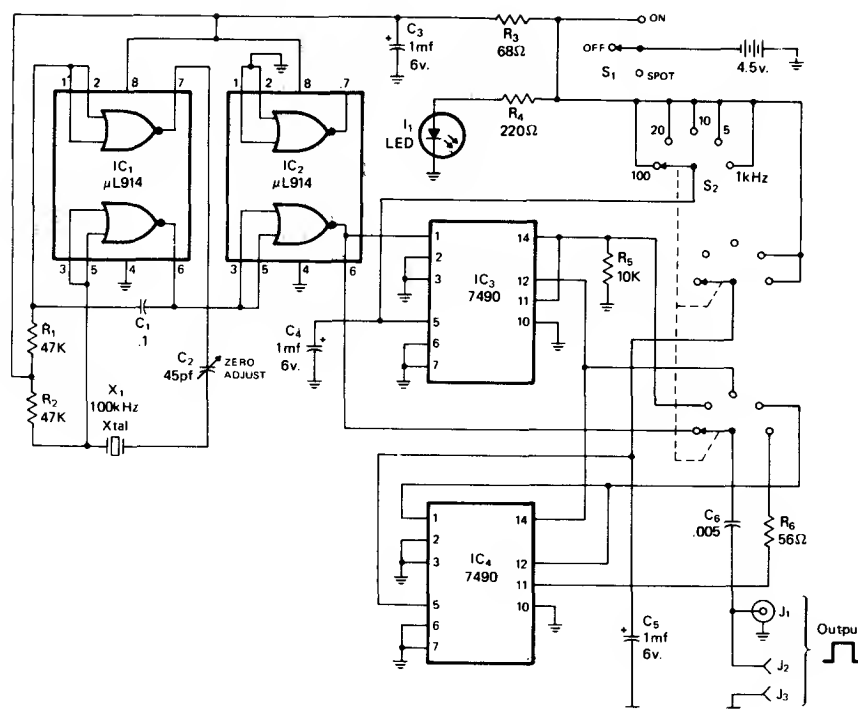 C3
1mf
6v.
R3
68Ω
ON
OFF
S1
SPOT
4.5v.
1 2 8 7
IC1
μL914
3 5 4 6
1 2 8 .7
IC2
μL914
3 5 4 6
I1
LED
R4
220Ω
20
10
5
100
1kHz
S2
1
2
3
5
6
7
IC3
7490
14
12
11
10
R5
10K
C1
.1
R1
47K
R2
47K
C2
45pf
ZERO
ADJUST
X1
100kHz
Xtal
C4
1mf
6v.
1
2
3
5
6
7
IC4
7490
14
12
11
10
C6
.005
R6
56Ω
C5
1mf
6v.
J1
J2
J3
Output